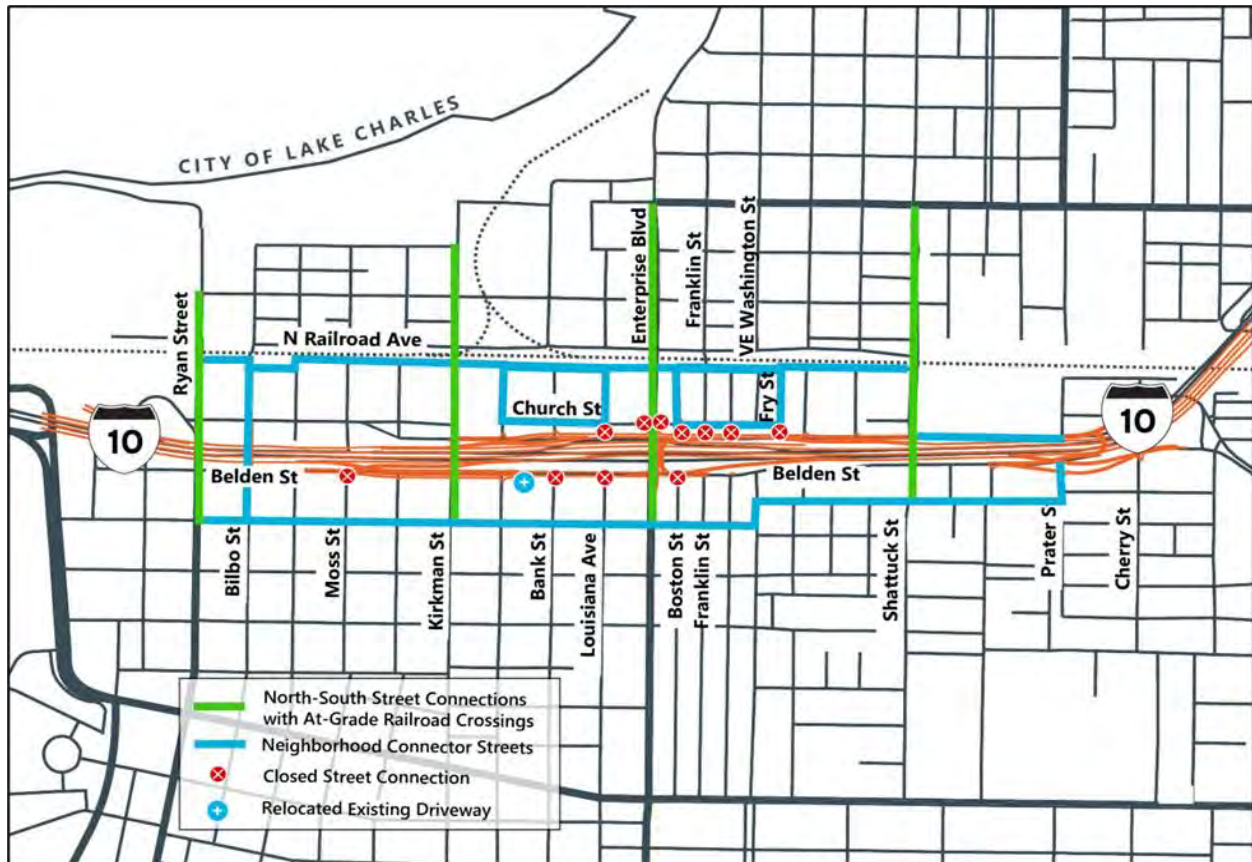 CITY OF LAKE CHARLES
Ryan Street
N Railroad Ave
Enterprise Blvd
Franklin St
VE Washington St
Church St
Fry St
10
10
Belden St
Belden St
Bilbo St
Moss St
Kirkman St
Bank St
Louisiana Ave
Boston St
Franklin St
Shattuck St
Prater S
Cherry St
North-South Street Connections
with At-Grade Railroad Crossings
Neighborhood Connector Streets
Closed Street Connection
Relocated Existing Driveway